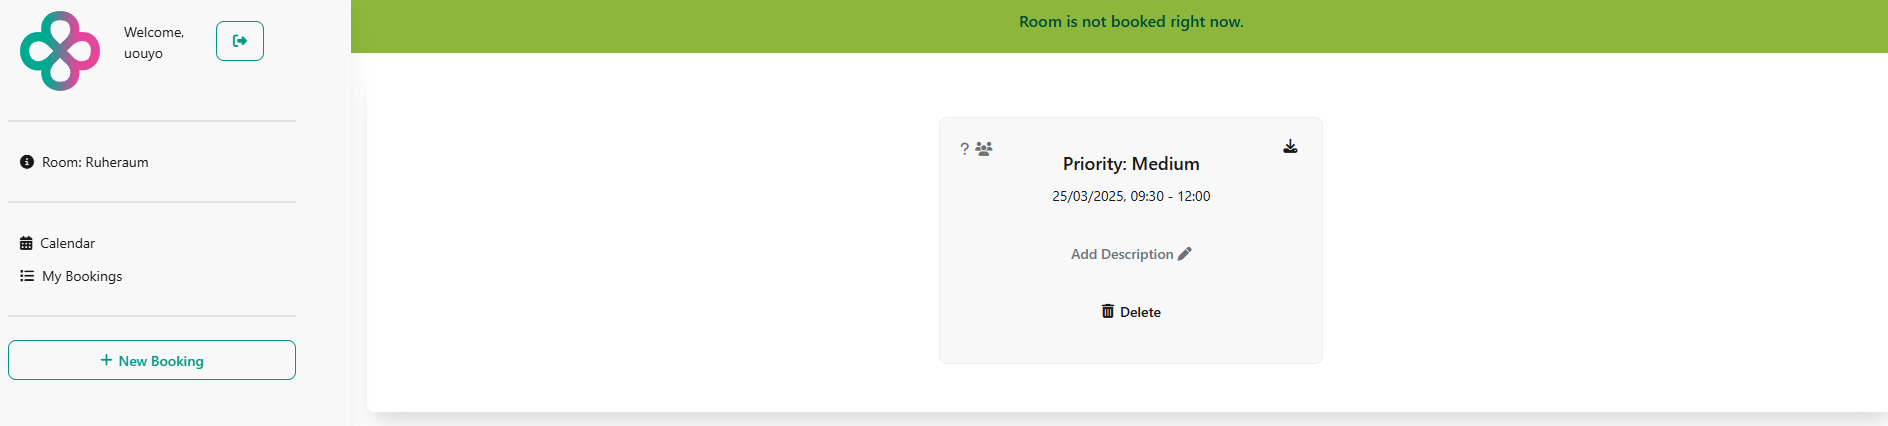 Welcome,
uouyo
Room: Ruheraum
Calendar
My Bookings
+ New Booking
Room is not booked right now.
?
Priority: Medium
25/03/2025, 09:30 - 12:00
Add Description
Delete